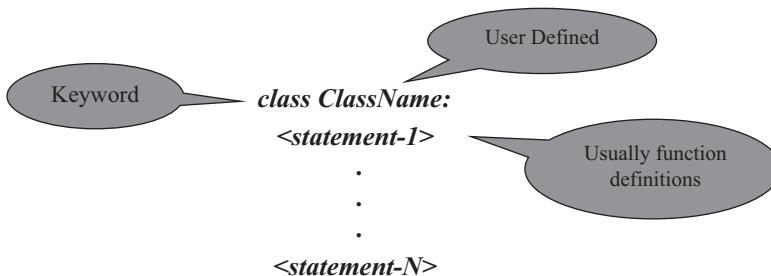 User Defined
Keyword
class ClassName:
<statement-1>
Usually function
definitions
.
.
.
<statement-N>